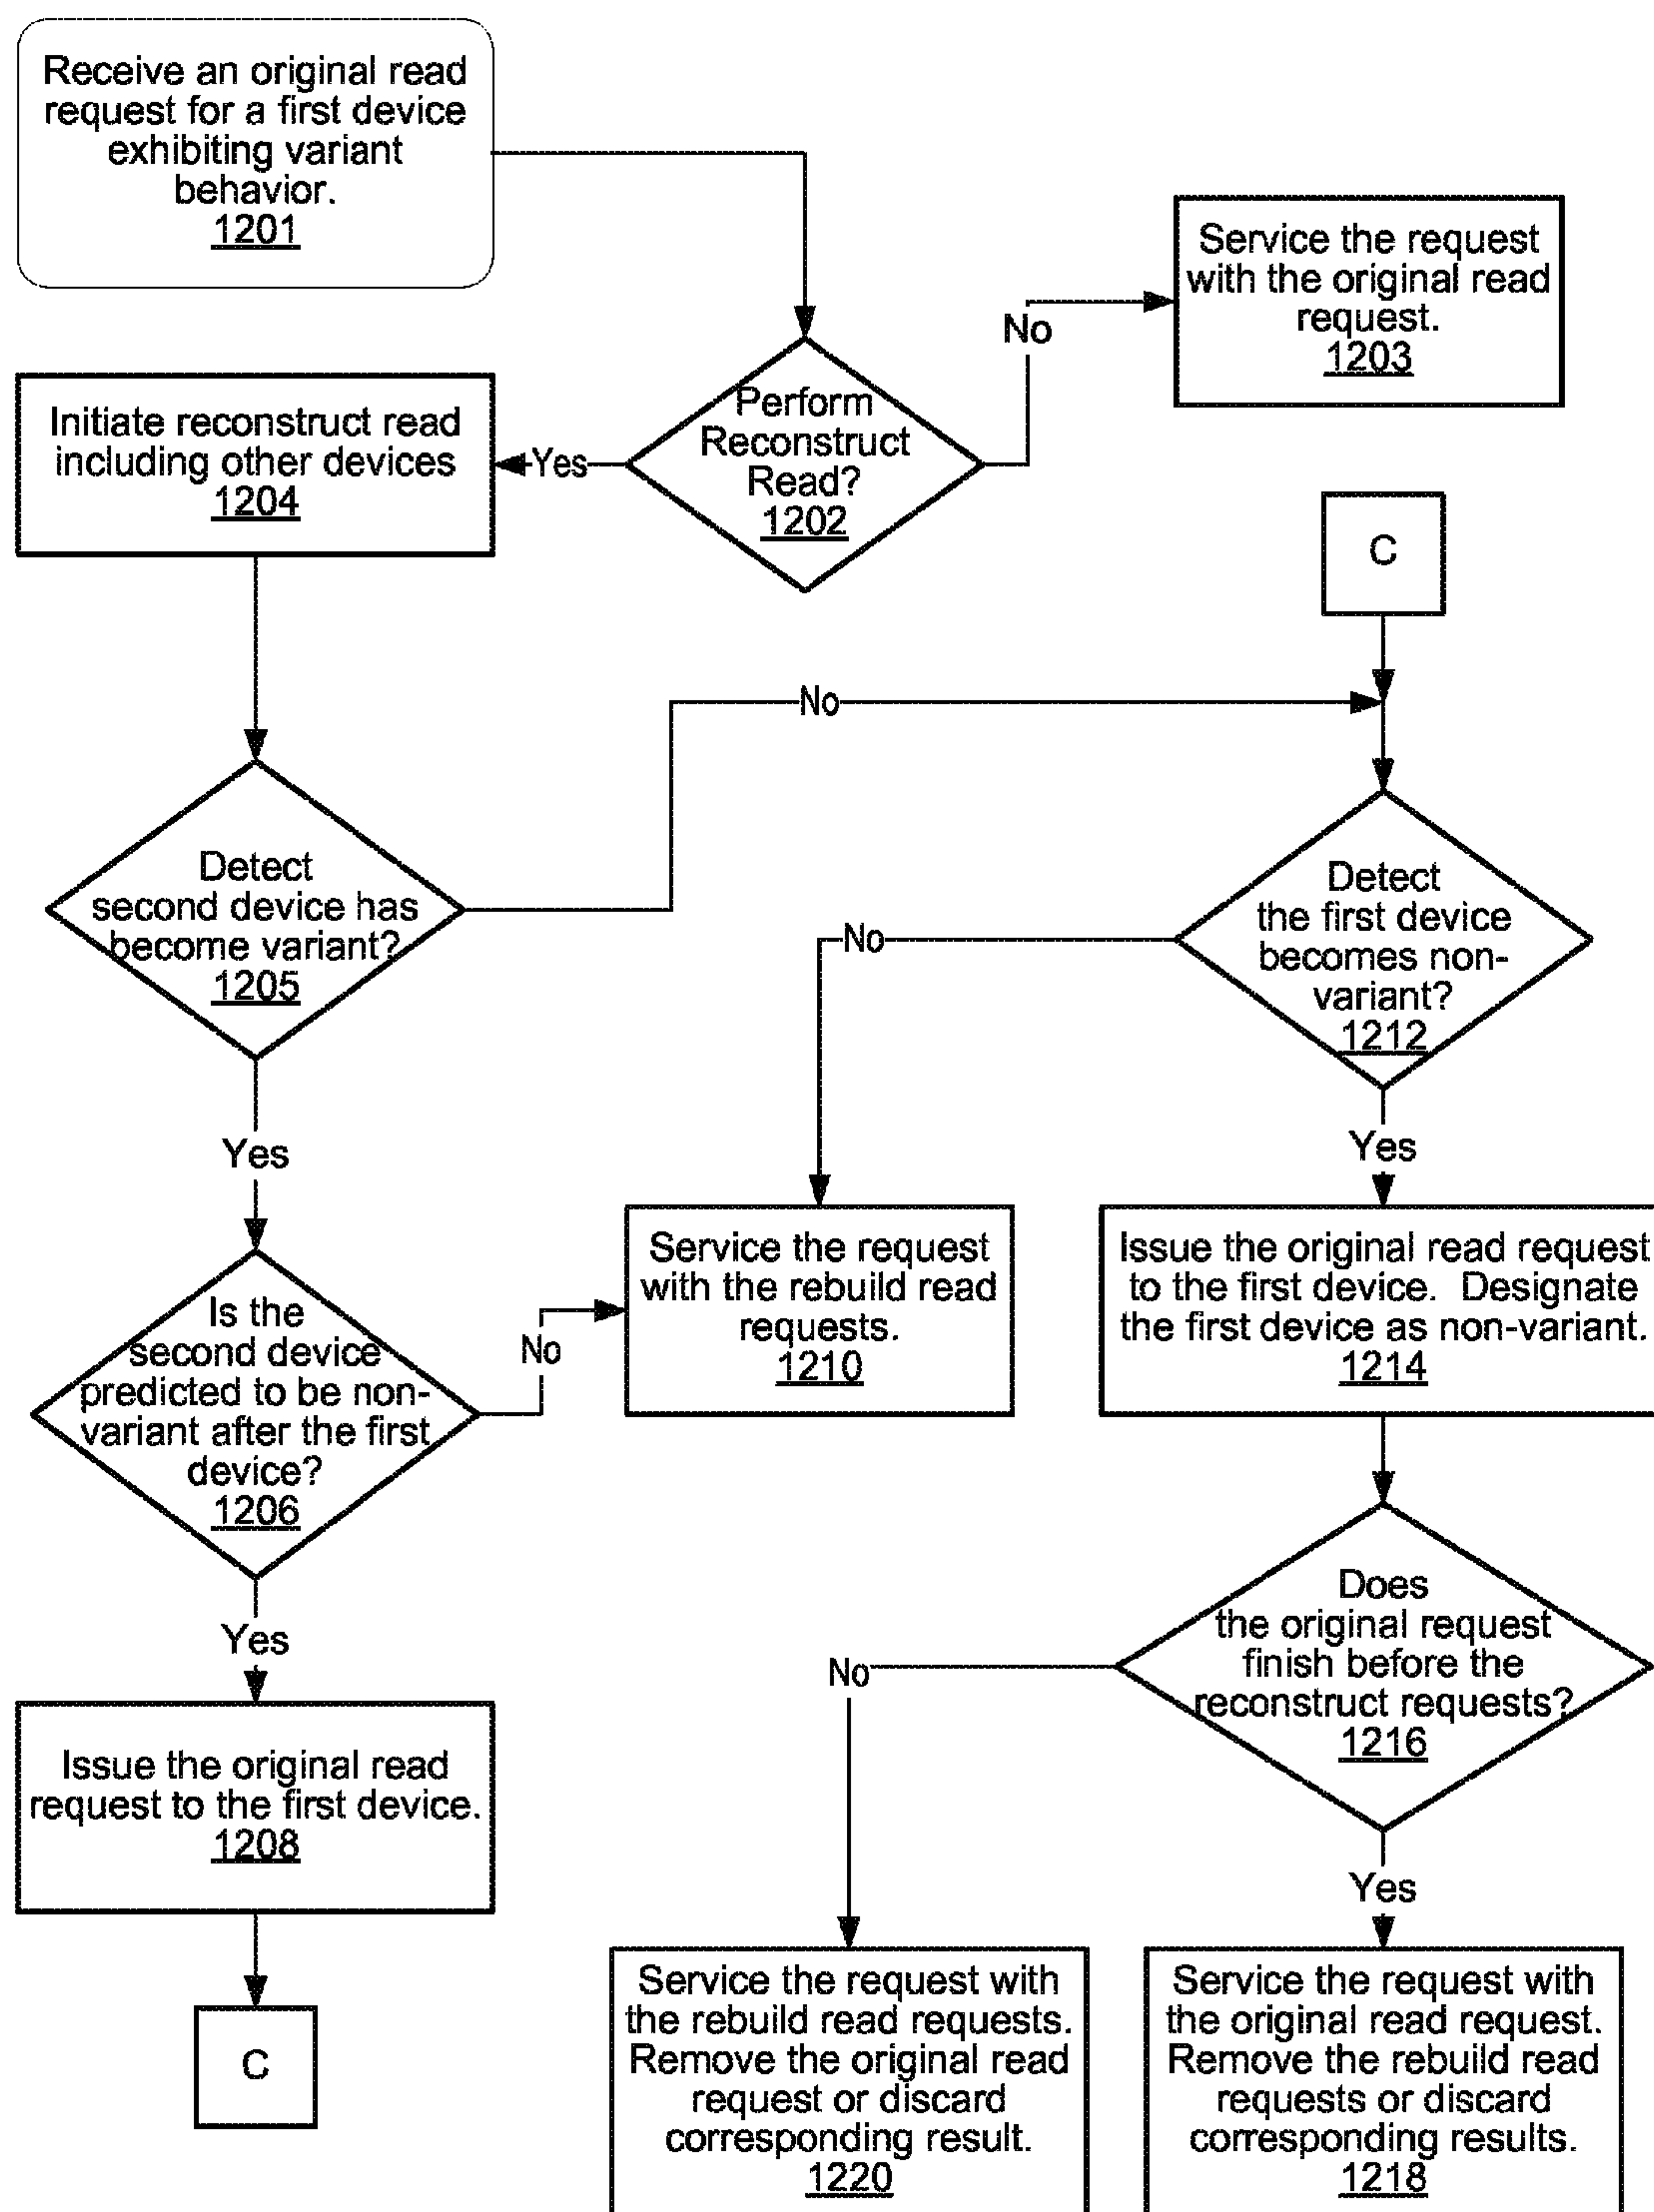 Receive an original read
request for a first device
exhibiting variant
behavior.
1201
Service the request
with the original read
request.
1203
No
Perform
Reconstruct
Read?
1202
Yes
Initiate reconstruct read
including other devices
1204
C
No
Detect
second device has
become variant?
1205
Detect
the first device
becomes non-
variant?
1212
No
Yes
Yes
Service the request
with the rebuild read
requests.
1210
Issue the original read request
to the first device. Designate
the first device as non-variant.
1214
Is the
second device
predicted to be non-
variant after the first
device?
1206
No
Yes
Does
the original request
finish before the
reconstruct requests?
1216
No
Yes
Issue the original read
request to the first device.
1208
C
Service the request with
the rebuild read requests.
Remove the original read
request or discard
corresponding result.
1220
Service the request with
the original read request.
Remove the rebuild read
requests or discard
corresponding results.
1218